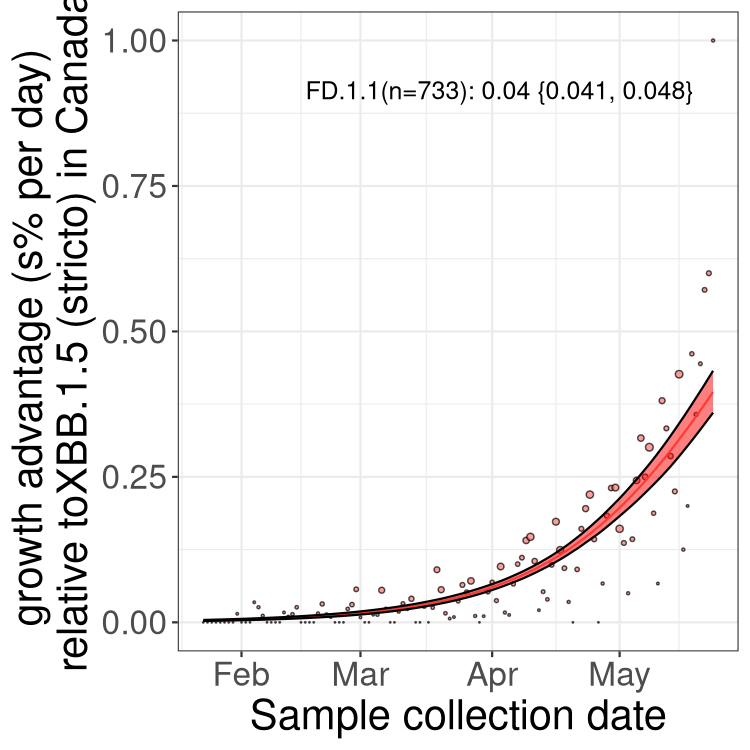 growth advantage (s% per day)
relative toXBB.1.5 (stricto) in Canada
1.00
0.75
0.50
0.25
0.00
FD.1.1(n=733): 0.04 {0.041, 0.048}
Feb Mar Apr May
Sample collection date